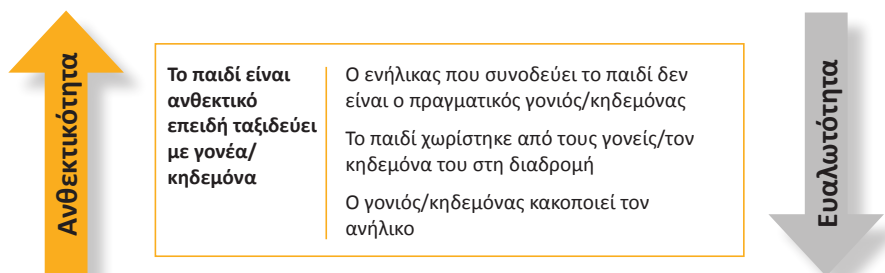 Ανθεκτικότητα
Το παιδί είναι
ανθεκτικό
επειδή ταξιδεύει
με γονέα/
κηδεμόνα
Ο ενήλικας που συνοδεύει το παιδί δεν
είναι ο πραγματικός γονιός/κηδεμόνας
Το παιδί χωρίστηκε από τους γονείς/τον
κηδεμόνα του στη διαδρομή
Ο γονιός/κηδεμόνας κακοποιεί τον
ανήλικο
Ευαλωτότητα